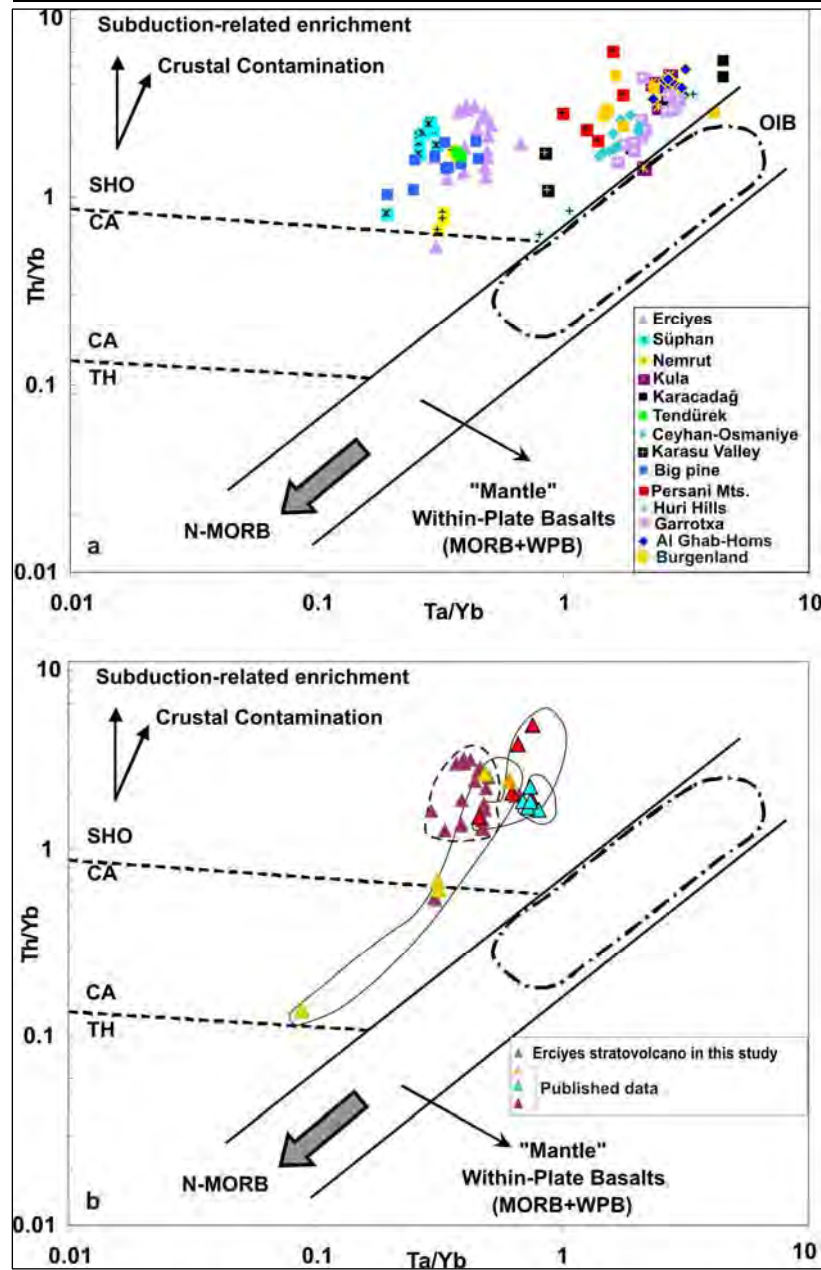 10
Subduction-related enrichment
Crustal Contamination
OIB
1
SHO
CA
Th/Yb
Erciyes
Süphan
Nemrut
Kula
Karacadağ
Tendürek
Ceyhan-Osmaniye
Karasu Valley
Big pine
Persani Mts.
Huri Hills
Garrotxa
Al Ghab-Homs
Burgenland
CA
0.1
TH
"Mantle"
Within-Plate Basalts
(MORB+WPB)
N-MORB
a
0.01
0.01
0.1
1
10
Ta/Yb
10
Subduction-related enrichment
Crustal Contamination
1
SHO
CA
Th/Yb
CA
0.1
TH
Erciyes stratovolcano in this study
Published data
"Mantle"
Within-Plate Basalts
(MORB+WPB)
N-MORB
b
0.01
0.01
0.1
1
10
Ta/Yb